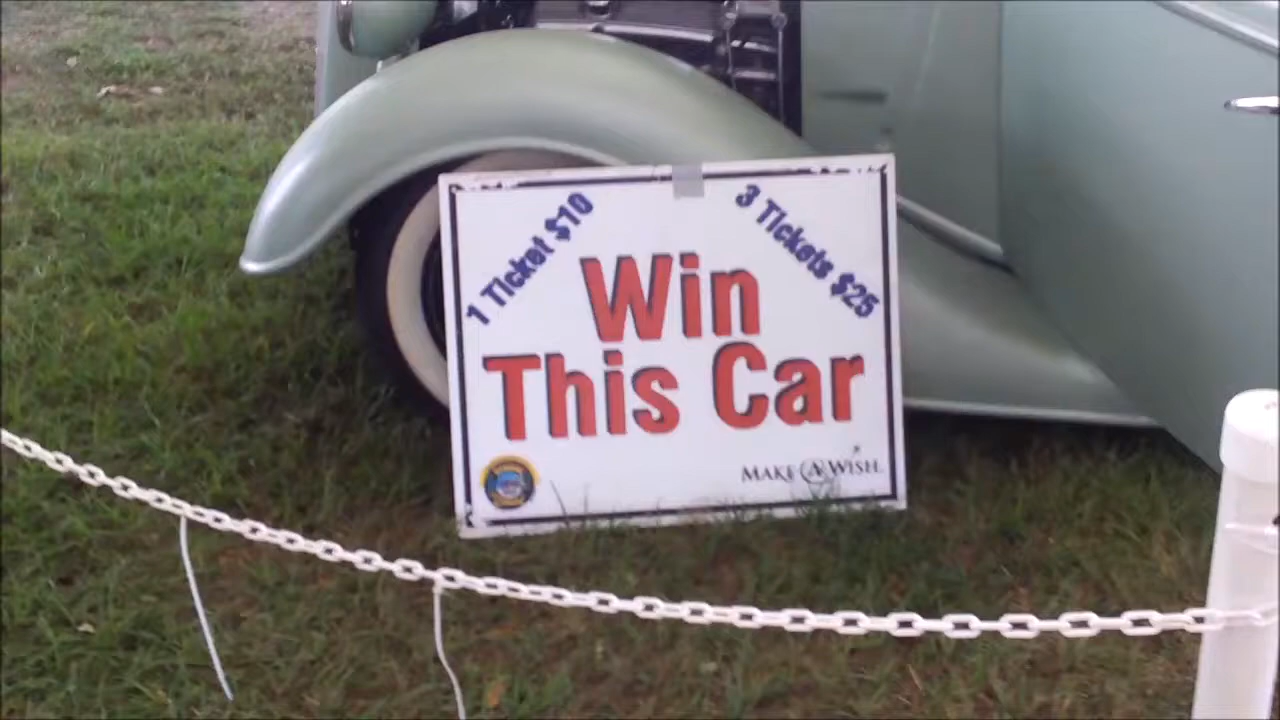 1 Ticket $10
3 Tickets $25
Win
This Car
MAKE A WISH.